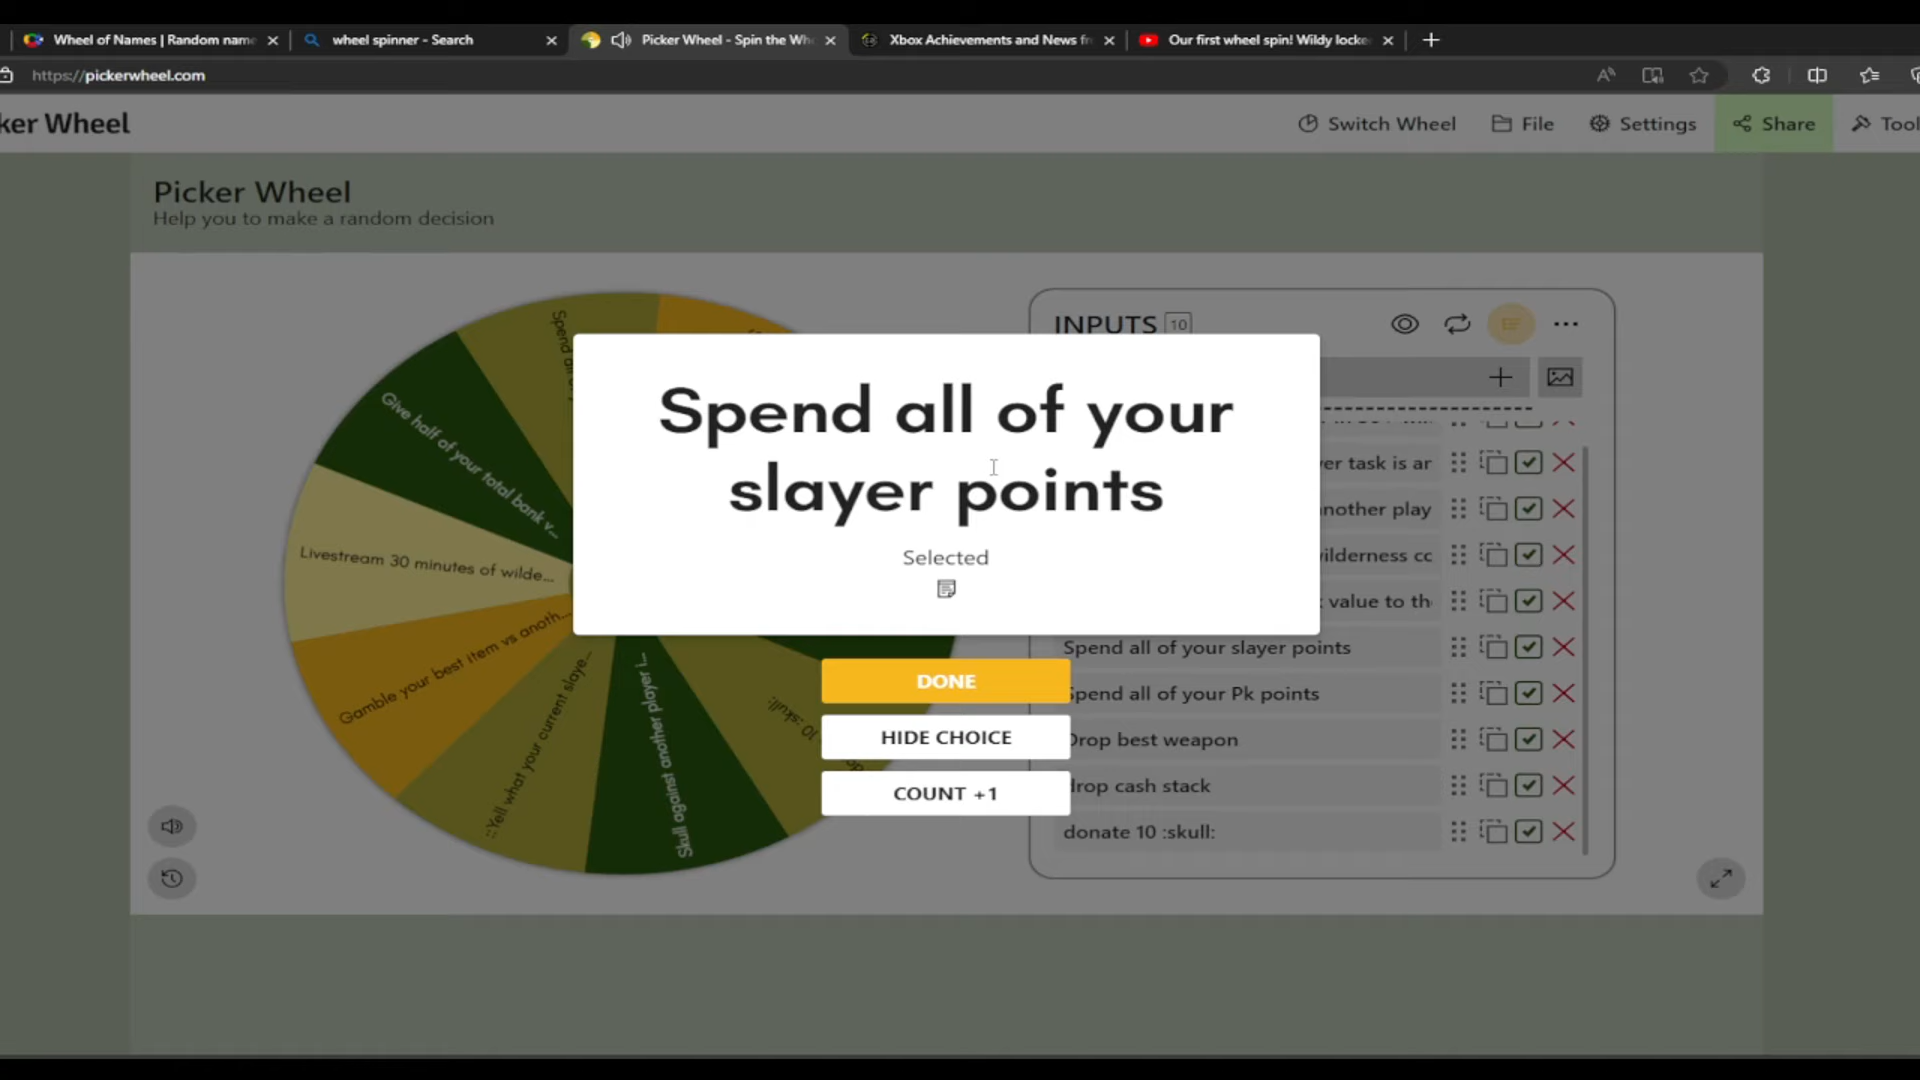 Wheel of Names | Random name
wheel spinner - Search
Picker Wheel - Spin the Wh
Xbox Achievements and News fr
Our first wheel spin! Wildy locke
https://pickerwheel.com
ker Wheel
Switch Wheel
File
Settings
Share
Tool
Picker Wheel
Help you to make a random decision
Give half of your total bank v...
Livestream 30 minutes of wilde...
Gamble your best item vs anoth...
::Yell what your current slaye...
Skull against another player i...
10 :skull:
Spend all of your
slayer points
Selected
DONE
HIDE CHOICE
COUNT +1
INPUTS 10
er task is ar
nother play
ilderness cc
value to th
Spend all of your slayer points
Spend all of your Pk points
Drop best weapon
drop cash stack
donate 10 :skull: